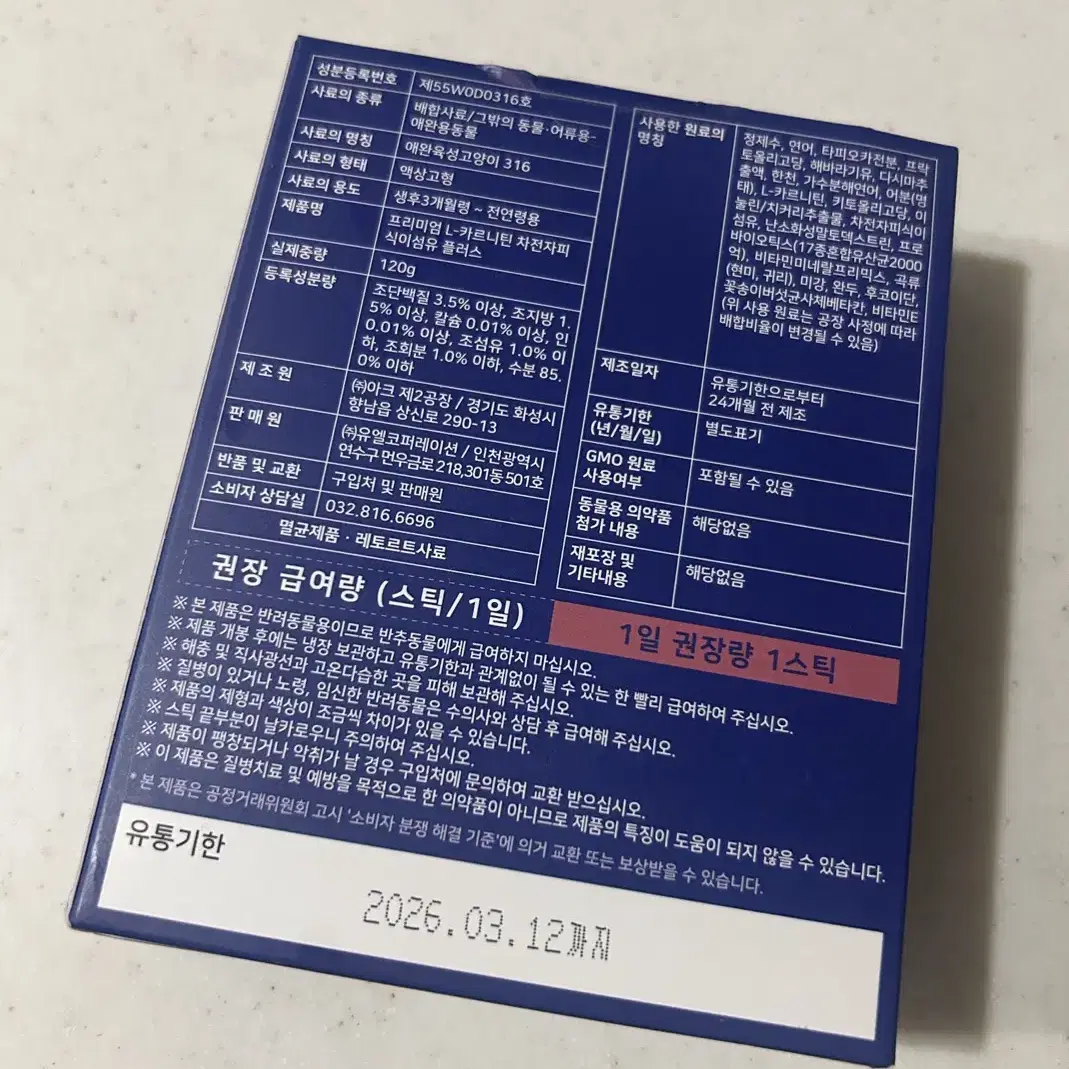 성분등록번호 제55W0D0316호
사료의 종류 배합사료/그밖의 동물·어류용-
애완용동물
사료의 명칭 애완육성고양이 316
사료의 형태 액상고형
사료의 용도 생후3개월령 ~ 전연령용
제품명 프리미엄 L-카르니틴 차전자피
식이섬유 플러스
실제중량 120g
등록성분량 조단백질 3.5% 이상, 조지방 1.
5% 이상, 칼슘 0.01% 이상, 인
0.01% 이상, 조섬유 1.0% 이
하, 조회분 1.0% 이하, 수분 85.
0% 이하
제 조 원 ㈜아크 제2공장 / 경기도 화성시
향남읍 상신로 290-13
판 매 원 ㈜유엘코퍼레이션 / 인천광역시
연수구 먼우금로 218, 301동 501호
반품 및 교환 구입처 및 판매원
소비자 상담실 032.816.6696
멸균제품 · 레토르트사료
사용한 원료의
명칭
정제수, 연어, 타피오카전분, 프락
토올리고당, 해바라기유, 다시마추
출액, 한천, 가수분해연어, 어분(명
태), L-카르니틴, 키토올리고당, 이
눌린/치커리추출물, 차전자피식이
섬유, 난소화성말토덱스트린, 프로
바이오틱스(17종혼합유산균2000
억), 비타민미네랄프리믹스, 곡류
(현미, 귀리), 미강, 완두, 후코이단,
꽃송이버섯균사체베타칸, 비타민E
(위 사용 원료는 공장 사정에 따라
배합비율이 변경될 수 있음)
제조일자 유통기한으로부터
24개월 전 제조
유통기한
(년/월/일) 별도표기
GMO 원료
사용여부 포함될 수 있음
동물용 의약품
첨가 내용 해당없음
재포장 및
기타내용 해당없음
권장 급여량 (스틱/1일)
1일 권장량 1스틱
※ 본 제품은 반려동물용이므로 반추동물에게 급여하지 마십시오.
※ 제품 개봉 후에는 냉장 보관하고 유통기한과 관계없이 될 수 있는 한 빨리 급여하여 주십시오.
※ 해중 및 직사광선과 고온다습한 곳을 피해 보관해 주십시오.
※ 질병이 있거나 노령, 임신한 반려동물은 수의사와 상담 후 급여해 주십시오.
※ 제품의 제형과 색상이 조금씩 차이가 있을 수 있습니다.
※ 스틱 끝부분이 날카로우니 주의하여 주십시오.
※ 제품이 팽창되거나 악취가 날 경우 구입처에 문의하여 교환 받으십시오.
※ 이 제품은 질병치료 및 예방을 목적으로 한 의약품이 아니므로 제품의 특징이 도움이 되지 않을 수 있습니다.
* 본 제품은 공정거래위원회 고시 '소비자 분쟁 해결 기준'에 의거 교환 또는 보상받을 수 있습니다.
유통기한
2026.03.12까지